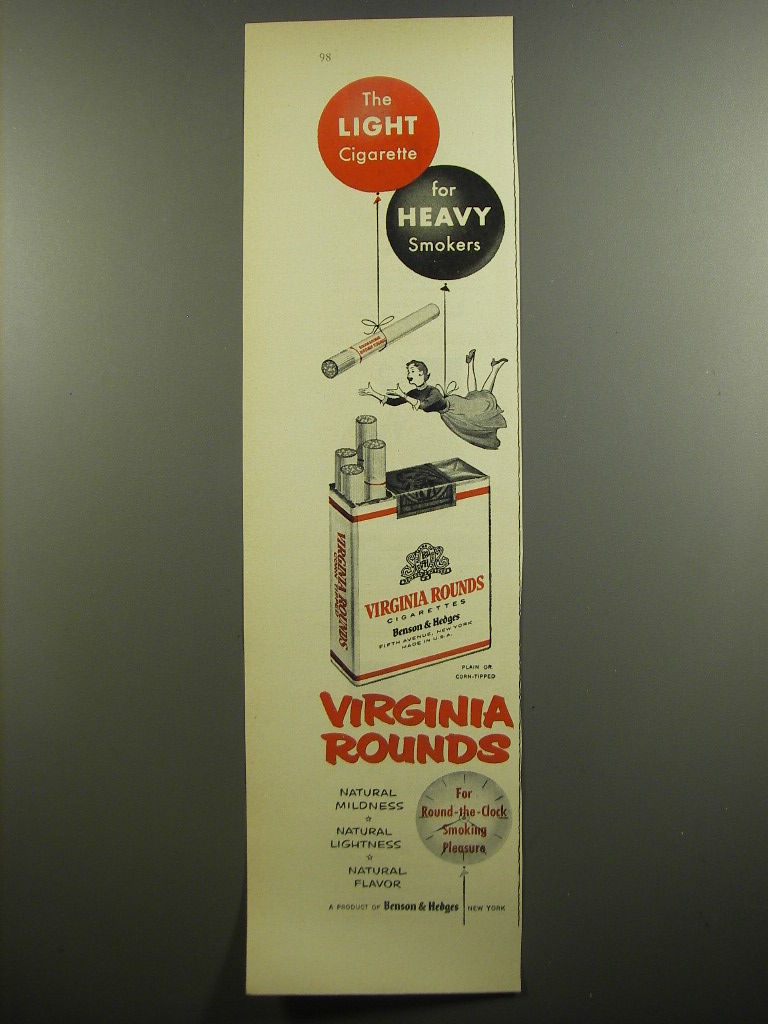 98
The
LIGHT
Cigarette
for
HEAVY
Smokers
VIRGINIA ROUNDS
VIRGINIA ROUNDS
CIGARETTES
Benson & Hedges
FIFTH AVENUE, NEW YORK
MADE IN U.S.A.
PLAIN OR
CORN-TIPPED
VIRGINIA
ROUNDS
NATURAL
MILDNESS
NATURAL
LIGHTNESS
NATURAL
FLAVOR
For
Round-the-Clock
Smoking
Pleasure
A PRODUCT OF Benson & Hedges NEW YORK